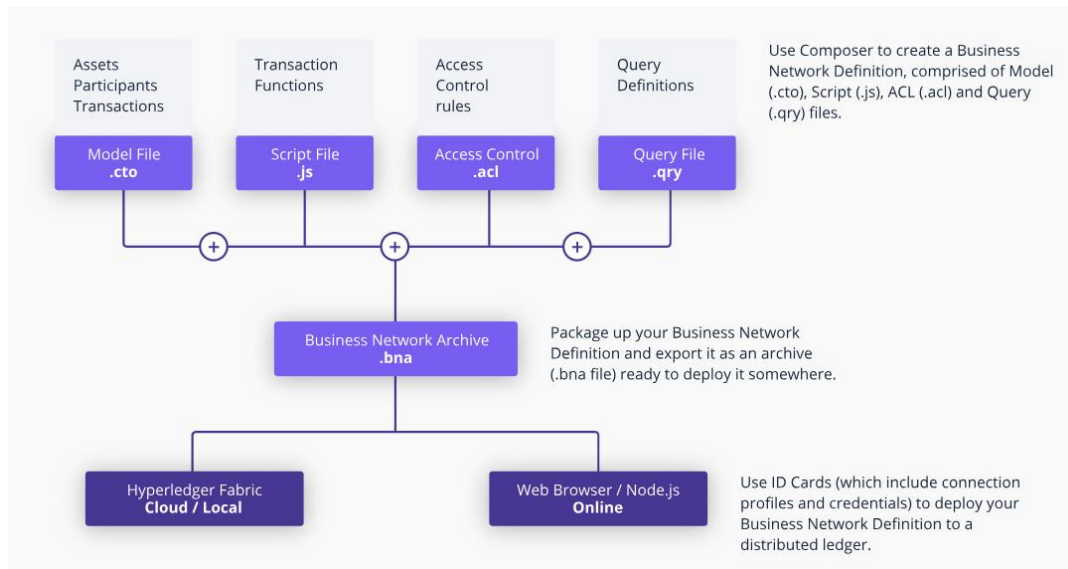 Assets
Participants
Transactions
Transaction
Functions
Access
Control
rules
Query
Definitions
Use Composer to create a Business
Network Definition, comprised of Model
(.cto), Script (.js), ACL (.acl) and Query
(.qry) files.
Model File
.cto
Script File
.js
Access Control
.acl
Query File
.qry
+
+
+
Business Network Archive
.bna
Package up your Business Network
Definition and export it as an archive
(.bna file) ready to deploy it somewhere.
Hyperledger Fabric
Cloud / Local
Web Browser / Node.js
Online
Use ID Cards (which include connection
profiles and credentials) to deploy your
Business Network Definition to a
distributed ledger.